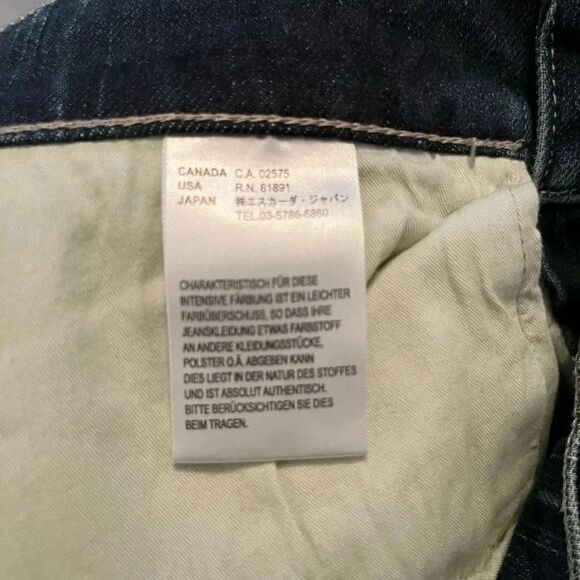 CANADA C.A. 02575
USA R.N. 61891
JAPAN ㈱エスカーダ・ジャパン
TEL.03-5786-6860
CHARAKTERISTISCH FÜR DIESE
INTENSIVE FÄRBUNG IST EIN LEICHTER
FARBÜBERSCHUSS, SO DASS IHRE
JEANSKLEIDUNG ETWAS FARBSTOFF
AN ANDERE KLEIDUNGSSTÜCKE,
POLSTER O.Ä. ABGEBEN KANN
DIES LIEGT IN DER NATUR DES STOFFES
UND IST ABSOLUT AUTHENTISCH.
BITTE BERÜCKSICHTIGEN SIE DIES
BEIM TRAGEN.